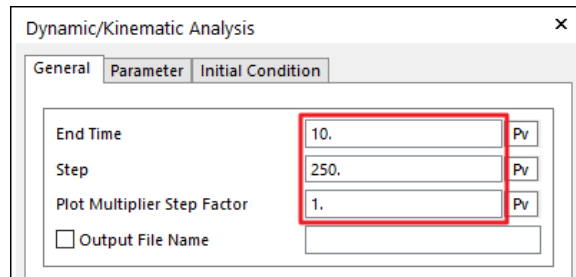 Dynamic/Kinematic Analysis ×
General Parameter Initial Condition
End Time 10. Pv
Step 250. Pv
Plot Multiplier Step Factor 1. Pv
Output File Name